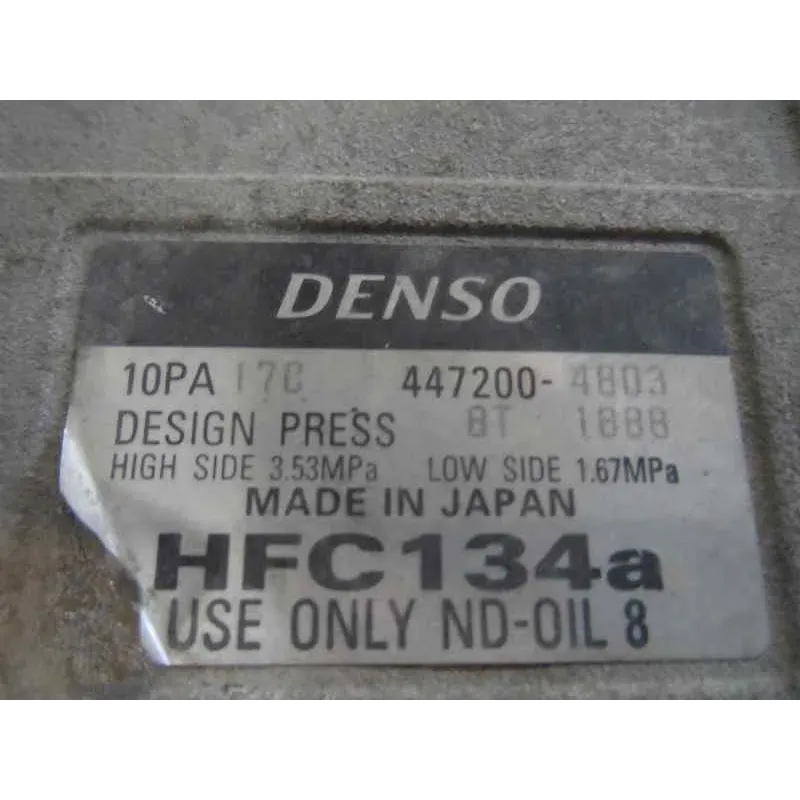 DENSO
10PA 17C 447200-4803
DESIGN PRESS 8T 1888
HIGH SIDE 3.53MPa LOW SIDE 1.67MPa
MADE IN JAPAN
HFC134a
USE ONLY ND-OIL 8